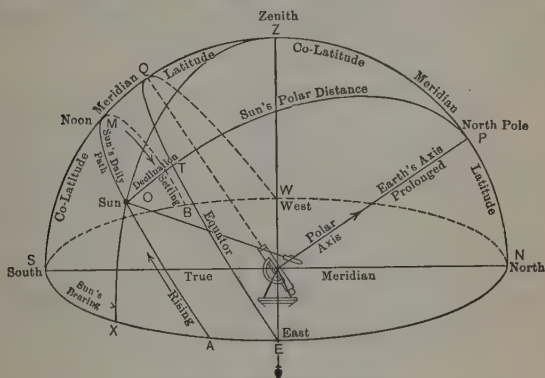 Zenith
Z
Co-Latitude
Latitude
Q
Meridian
Meridian
Noon
M
Sun's Polar Distance
North Pole
P
Co-Latitude
Sun's Daily
Path
Declination
T
Setting
Earth's Axis
Prolonged
Latitude
Sun
O
B
W
West
Equator
Polar
Axis
S
South
True
Meridian
N
North
Sun's
Bearing
Y
X
Rising
A
East
E